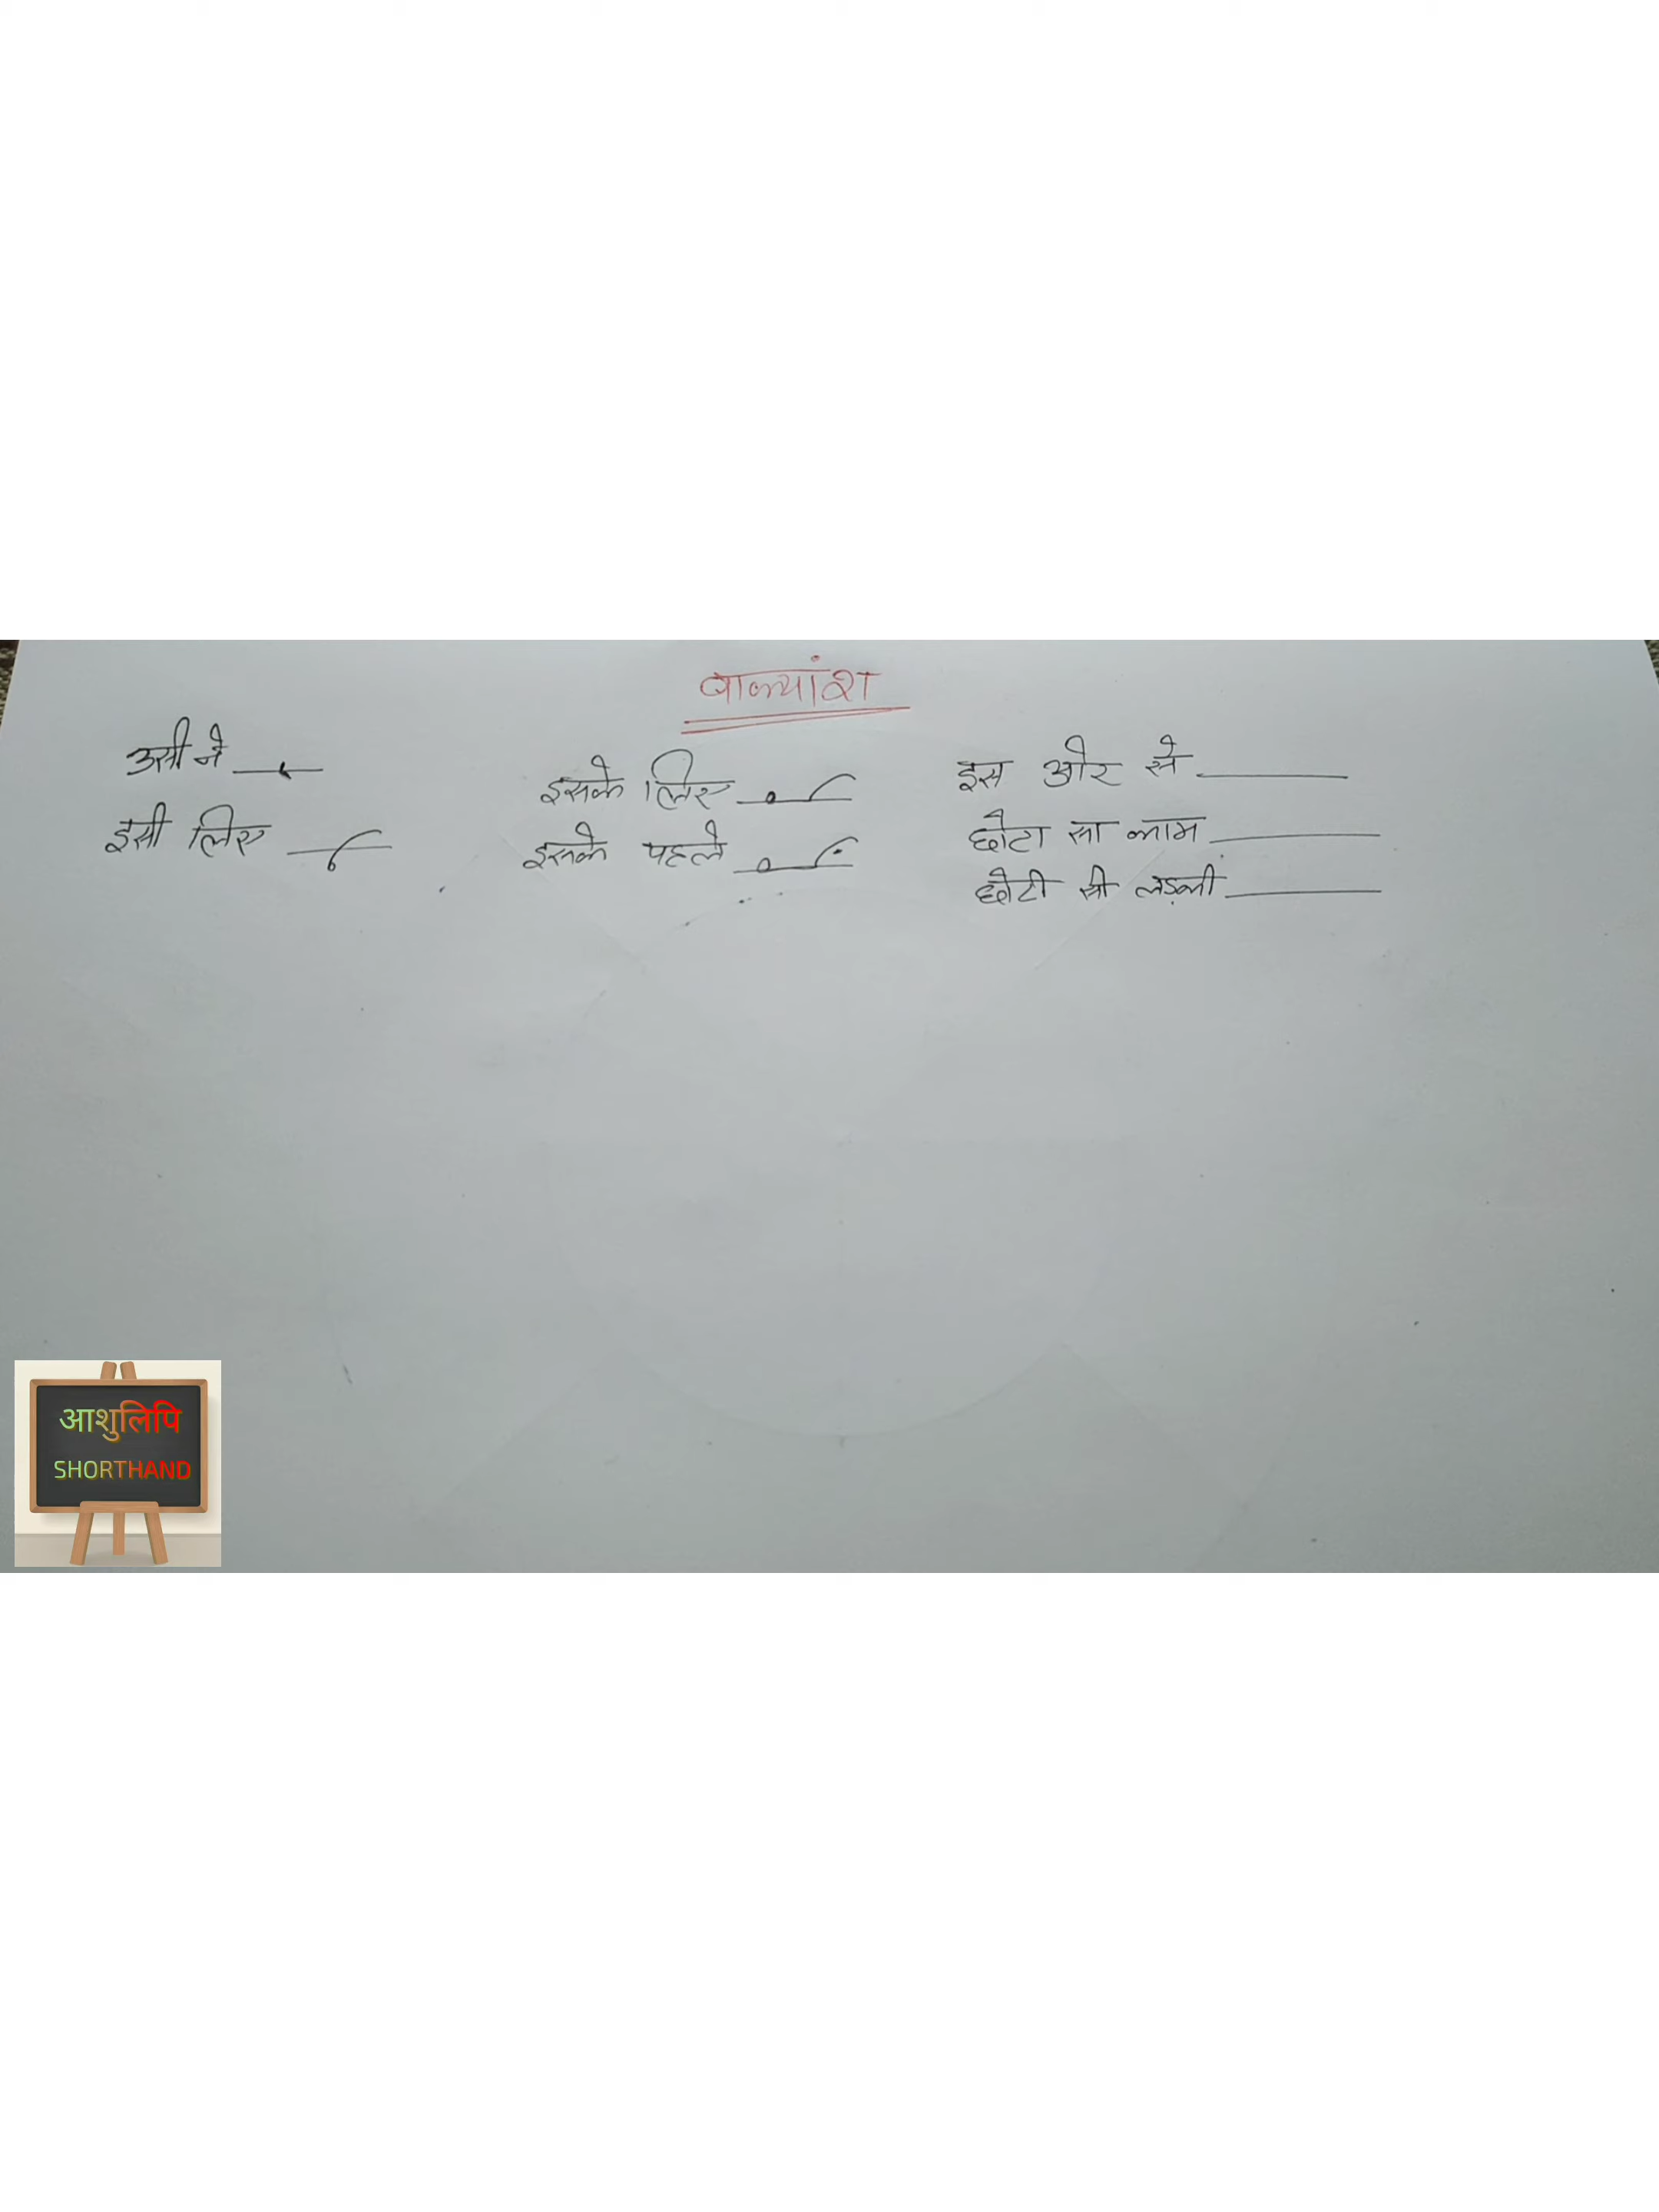 वाक्यांश
उसी ने
इसी लिए
इसके लिए
इसके पहले
इस ओर से
छोटा सा काम
छोटी सी लड़की
आशुलिपि
SHORTHAND